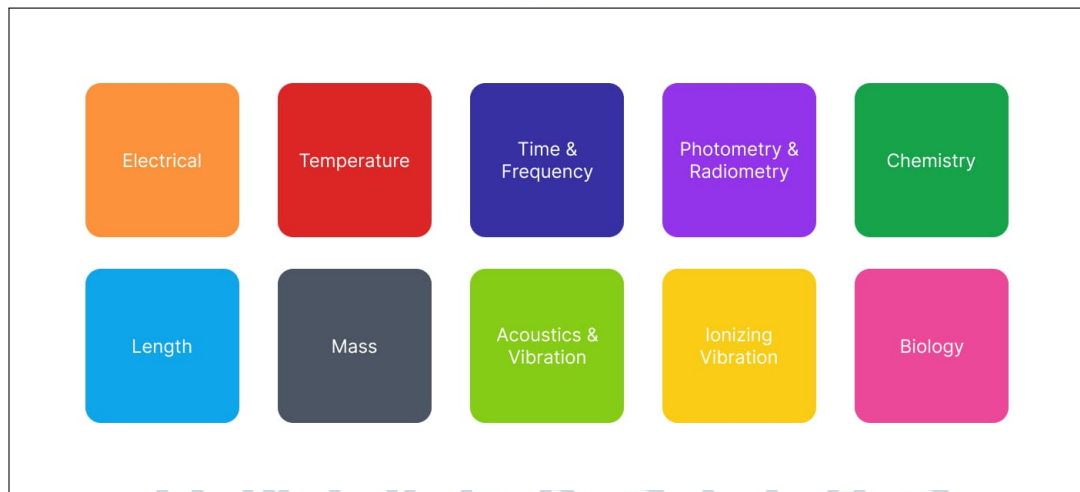 Electrical
Temperature
Time &
Frequency
Photometry &
Radiometry
Chemistry
Length
Mass
Acoustics &
Vibration
Ionizing
Vibration
Biology